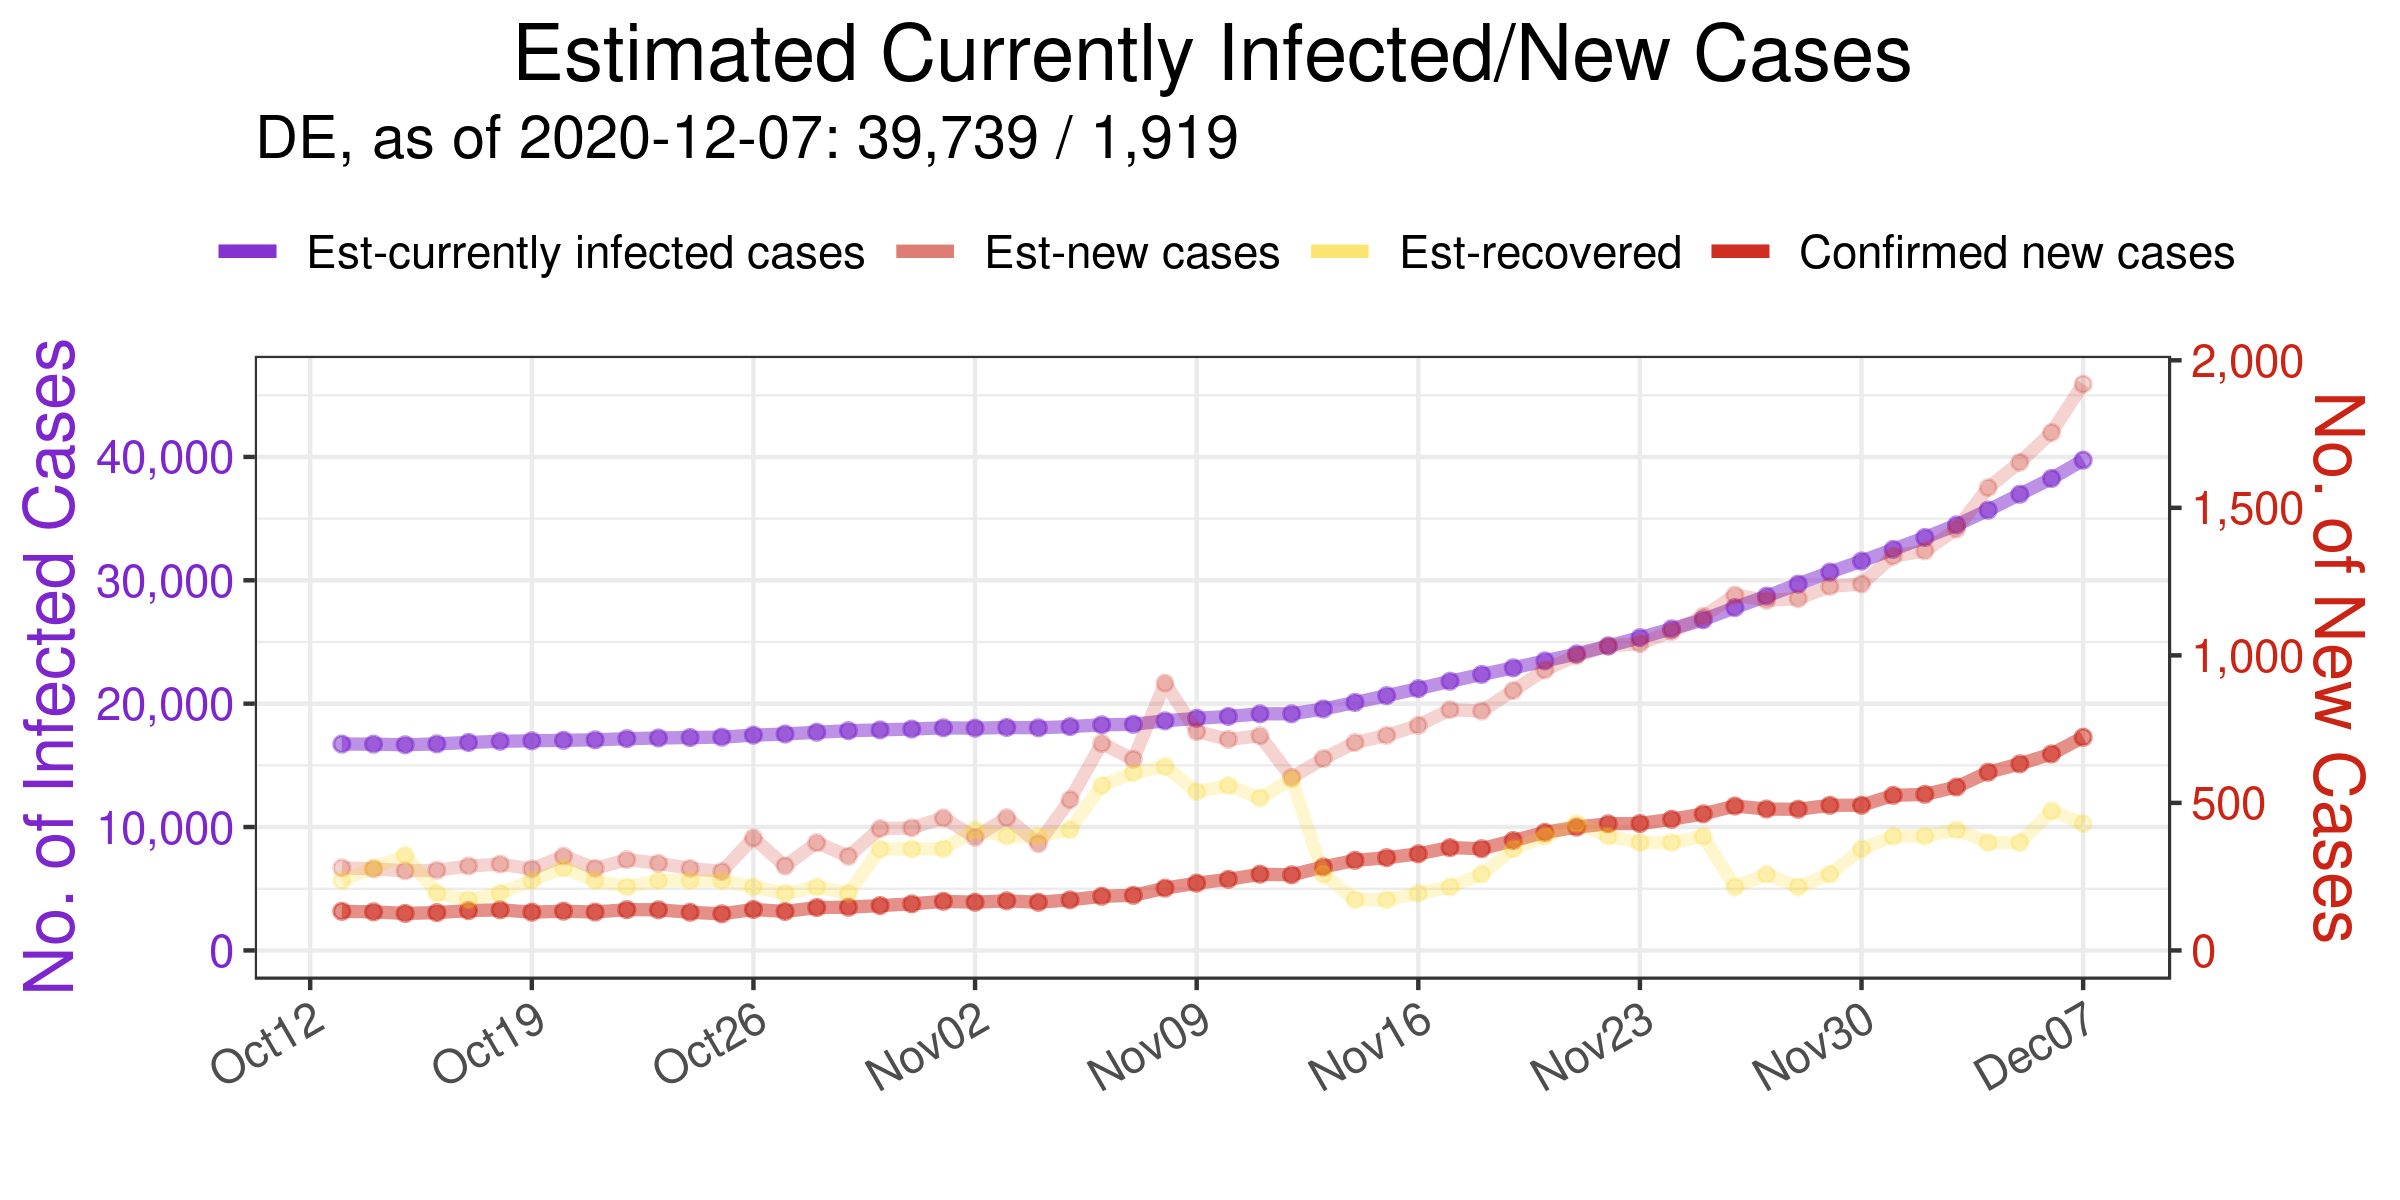 Estimated Currently Infected/New Cases
DE, as of 2020-12-07: 39,739 / 1,919
Est-currently infected cases Est-new cases Est-recovered Confirmed new cases
No. of Infected Cases
40,000
30,000
20,000
10,000
0
2,000
1,500
1,000
500
0
No. of New Cases
Oct12 Oct19 Oct26 Nov02 Nov09 Nov16 Nov23 Nov30 Dec07